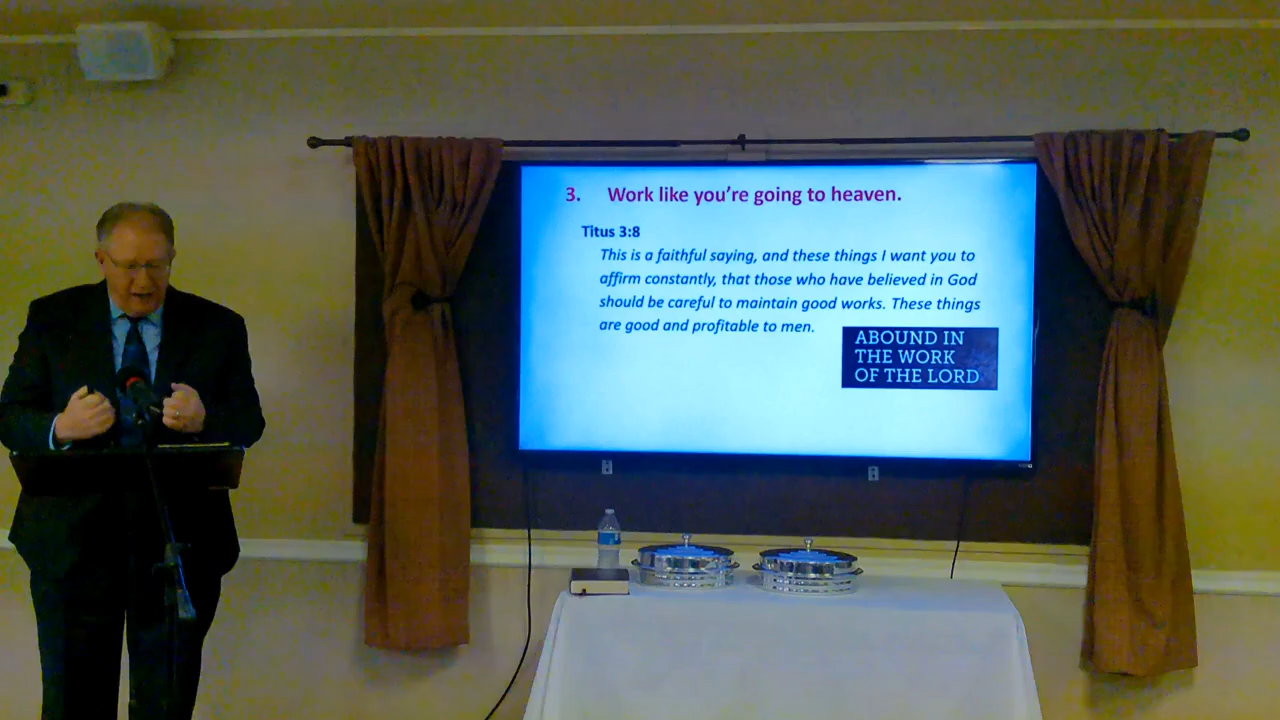 3. Work like you're going to heaven.
Titus 3:8
This is a faithful saying, and these things I want you to
affirm constantly, that those who have believed in God
should be careful to maintain good works. These things
are good and profitable to men.
ABOUND IN
THE WORK
OF THE LORD